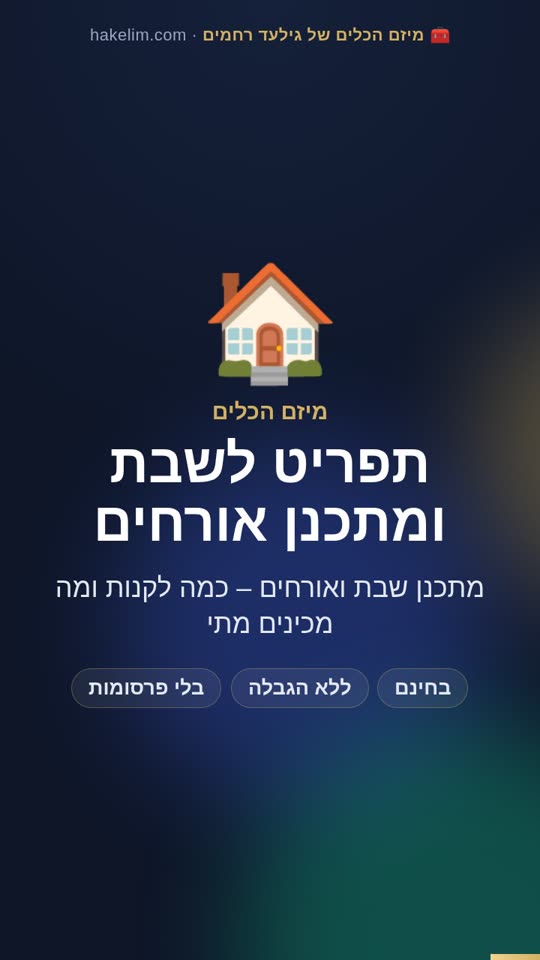 🧰 מיזם הכלים של גילעד רחמים · hakelim.com
מיזם הכלים
תפריט לשבת
ומתכנן אורחים
מתכנן שבת ואורחים – כמה לקנות ומה
מכינים מתי
בחינם
ללא הגבלה
בלי פרסומות